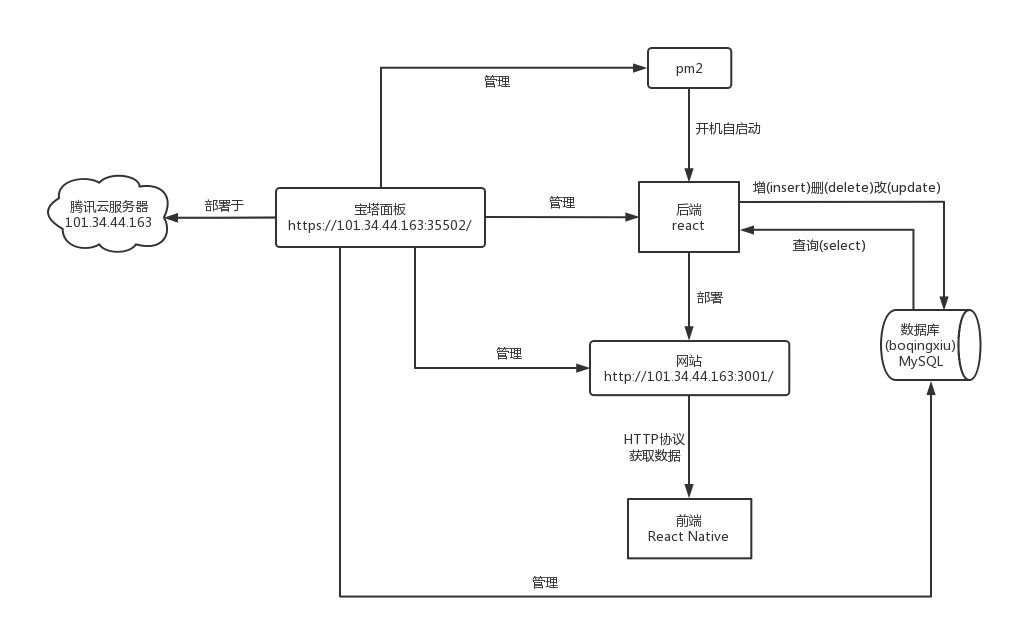 pm2
管理
开机自启动
腾讯云服务器
101.34.44.163
部署于
宝塔面板
https://101.34.44.163:35502/
管理
后端
react
增(insert)删(delete)改(update)
查询(select)
部署
数据库
(boqingxiu)
MySQL
管理
网站
http://101.34.44.163:3001/
HTTP协议
获取数据
前端
React Native
管理